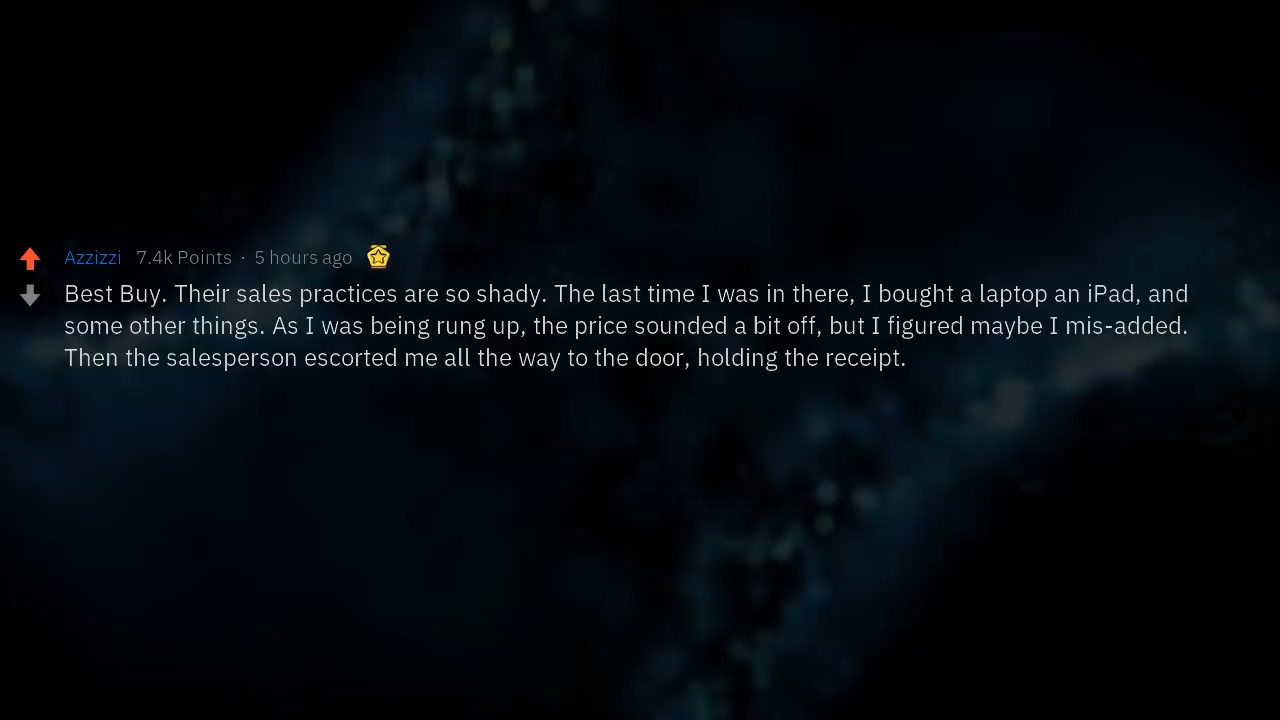 Azzizzi 7.4k Points · 5 hours ago
Best Buy. Their sales practices are so shady. The last time I was in there, I bought a laptop an iPad, and
some other things. As I was being rung up, the price sounded a bit off, but I figured maybe I mis-added.
Then the salesperson escorted me all the way to the door, holding the receipt.